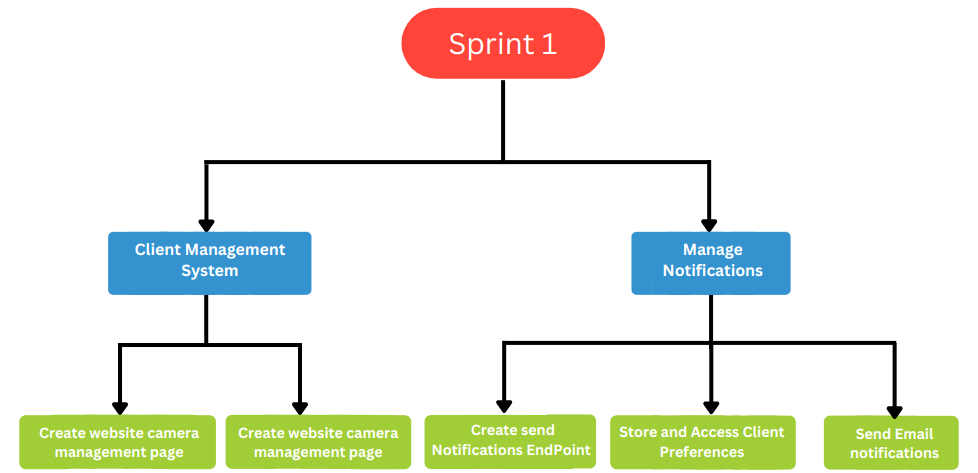 Sprint 1
Client Management
System
Manage
Notifications
Create website camera
management page
Create website camera
management page
Create send
Notifications EndPoint
Store and Access Client
Preferences
Send Email
notifications